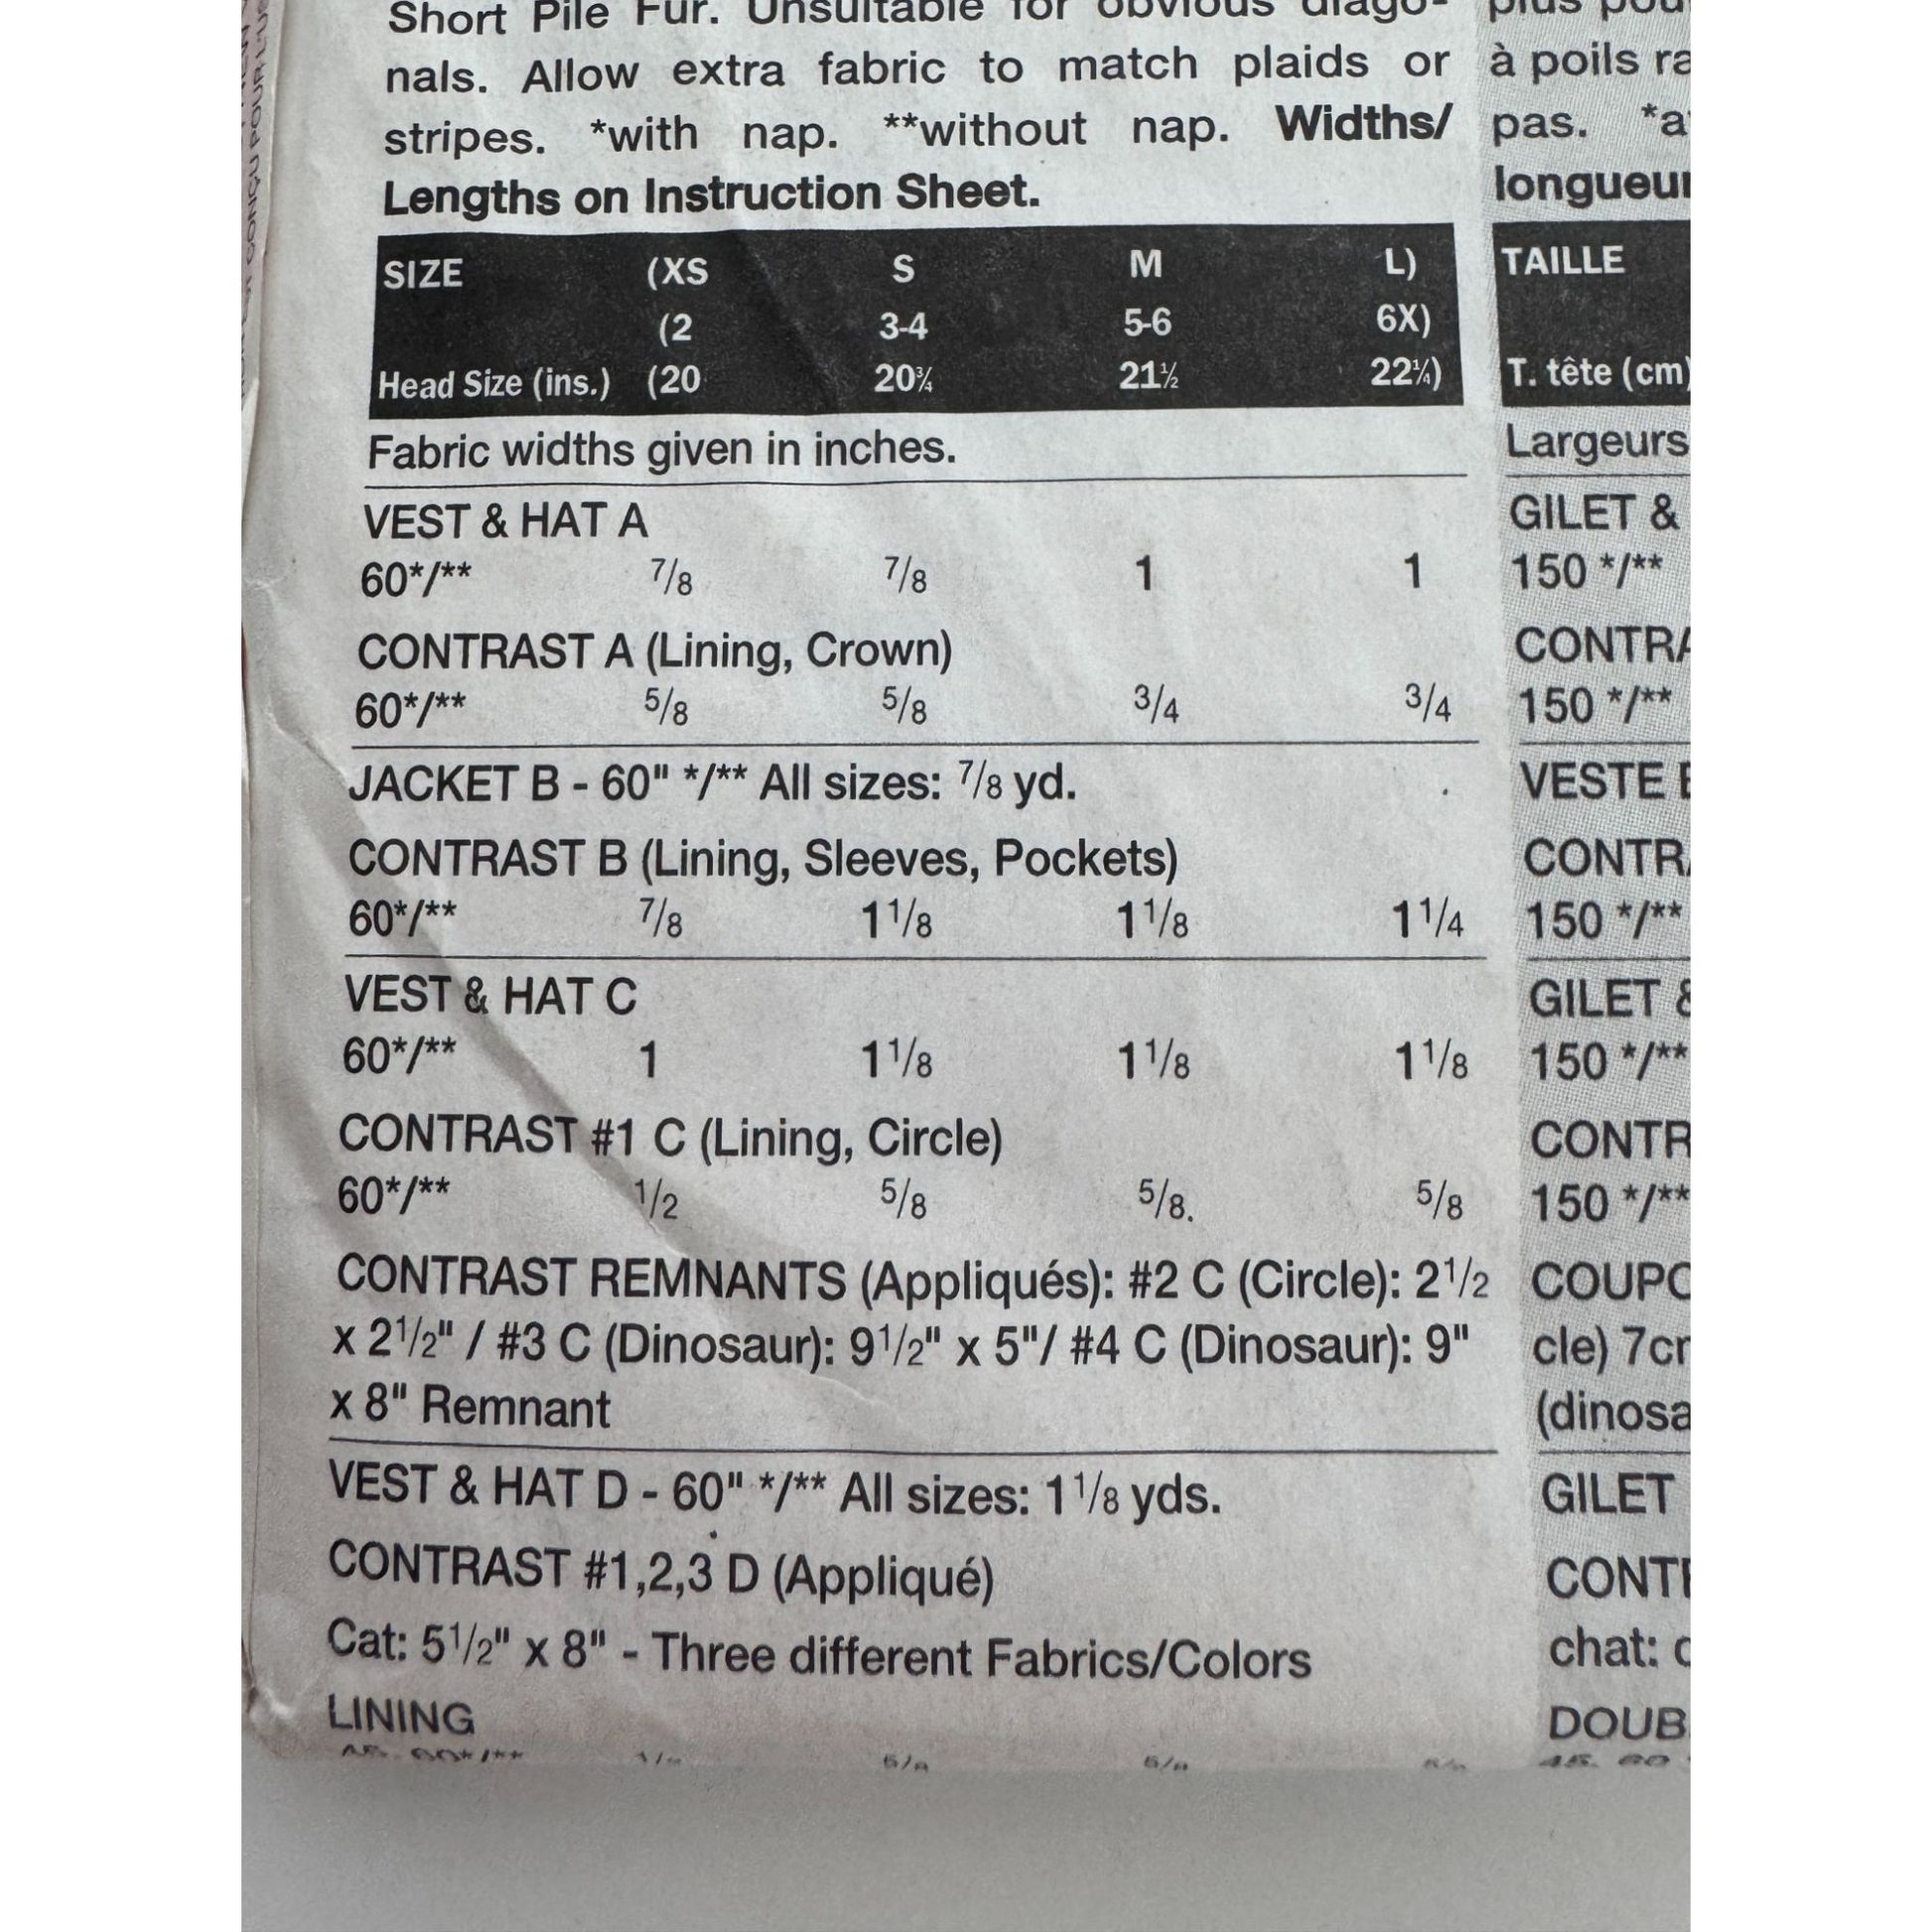 Short Pile Fur. Unsuitable for obvious diago-
nals. Allow extra fabric to match plaids or
stripes. *with nap. **without nap. Widths/
Lengths on Instruction Sheet.
SIZE (XS S M L)
(2 3-4 5-6 6X)
Head Size (ins.) (20 20¾ 21½ 22¼)
Fabric widths given in inches.
VEST & HAT A
60*/** 7/8 7/8 1 1
CONTRAST A (Lining, Crown)
60*/** 5/8 5/8 3/4 3/4
JACKET B - 60" */** All sizes: 7/8 yd.
CONTRAST B (Lining, Sleeves, Pockets)
60*/** 7/8 1 1/8 1 1/8 1 1/4
VEST & HAT C
60*/** 1 1 1/8 1 1/8 1 1/8
CONTRAST #1 C (Lining, Circle)
60*/** 1/2 5/8 5/8. 5/8
CONTRAST REMNANTS (Appliqués): #2 C (Circle): 2 1/2
x 2 1/2" / #3 C (Dinosaur): 9 1/2" x 5"/ #4 C (Dinosaur): 9"
x 8" Remnant
VEST & HAT D - 60" */** All sizes: 1 1/8 yds.
CONTRAST #1,2,3 D (Appliqué)
Cat: 5 1/2" x 8" - Three different Fabrics/Colors
LINING
plus
à poils
pas. *a
longueur
TAILLE
T. tête (cm)
Largeurs
GILET &
150 */**
CONTRA
150 */**
VESTE
CONTR
150 */**
GILET &
150 */**
CONTR
150 */**
COUPO
cle) 7cm
(dinosa
GILET
CONT
chat:
DOUB
CONÇU POUR